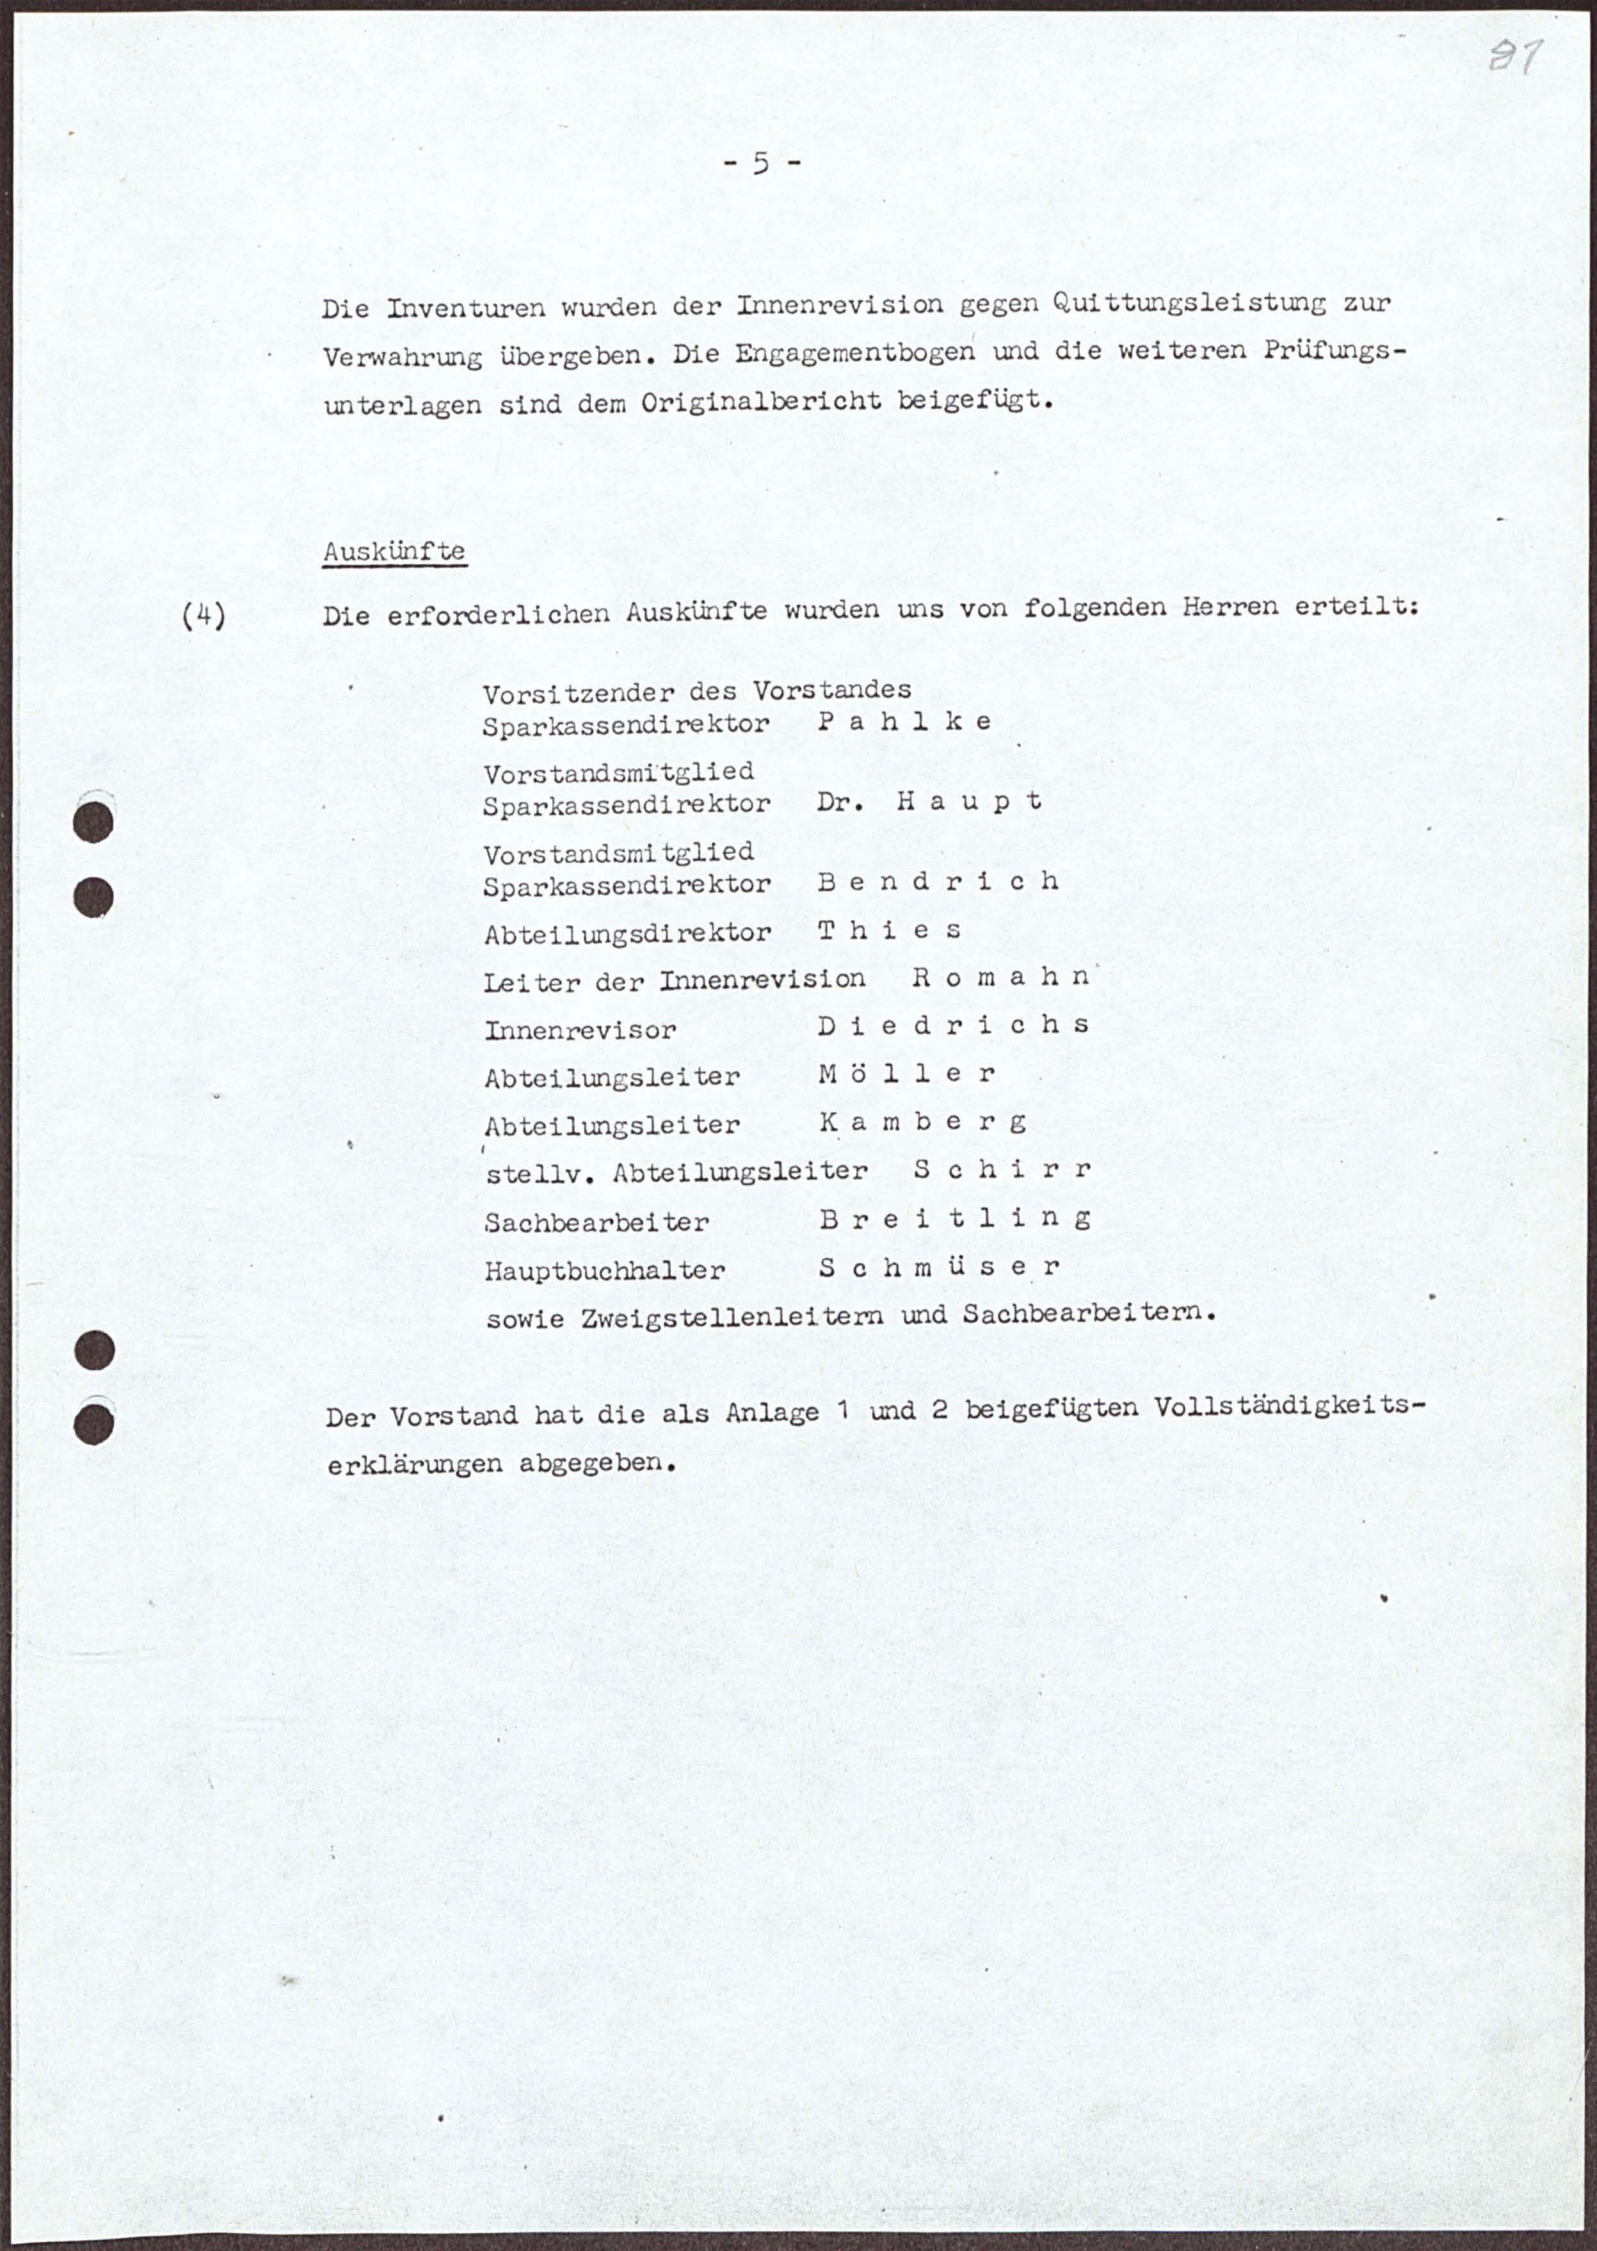 81
- 5 -
Die Inventuren wurden der Innenrevision gegen Quittungsleistung zur
Verwahrung übergeben. Die Engagementbogen und die weiteren Prüfungs-
unterlagen sind dem Originalbericht beigefügt.
Auskünfte
(4) Die erforderlichen Auskünfte wurden uns von folgenden Herren erteilt:
Vorsitzender des Vorstandes
Sparkassendirektor P a h l k e
Vorstandsmitglied
Sparkassendirektor Dr. H a u p t
Vorstandsmitglied
Sparkassendirektor B e n d r i c h
Abteilungsdirektor T h i e s
Leiter der Innenrevision R o m a h n
Innenrevisor D i e d r i c h s
Abteilungsleiter M ö l l e r
Abteilungsleiter K a m b e r g
stellv. Abteilungsleiter S c h i r r
Sachbearbeiter B r e i t l i n g
Hauptbuchhalter S c h m ü s e r
sowie Zweigstellenleitern und Sachbearbeitern.
Der Vorstand hat die als Anlage 1 und 2 beigefügten Vollständigkeits-
erklärungen abgegeben.